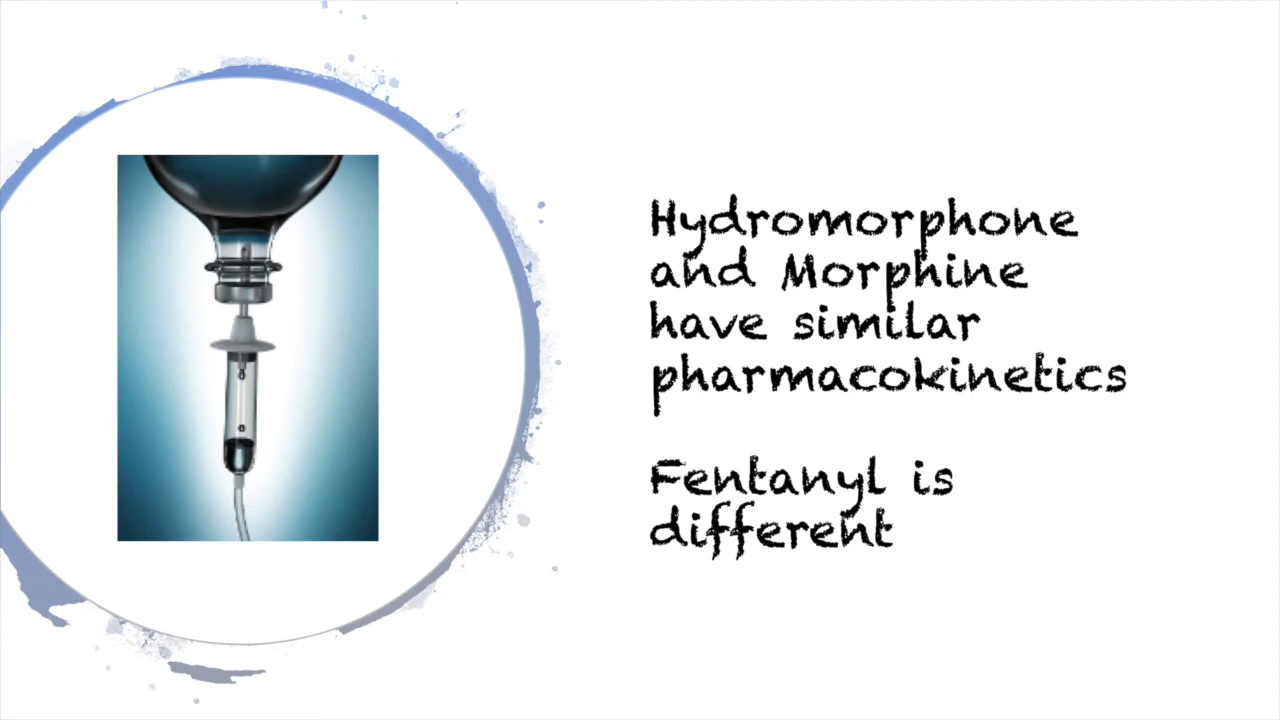 Hydromorphone
and Morphine
have similar
pharmacokinetics
Fentanyl is
different